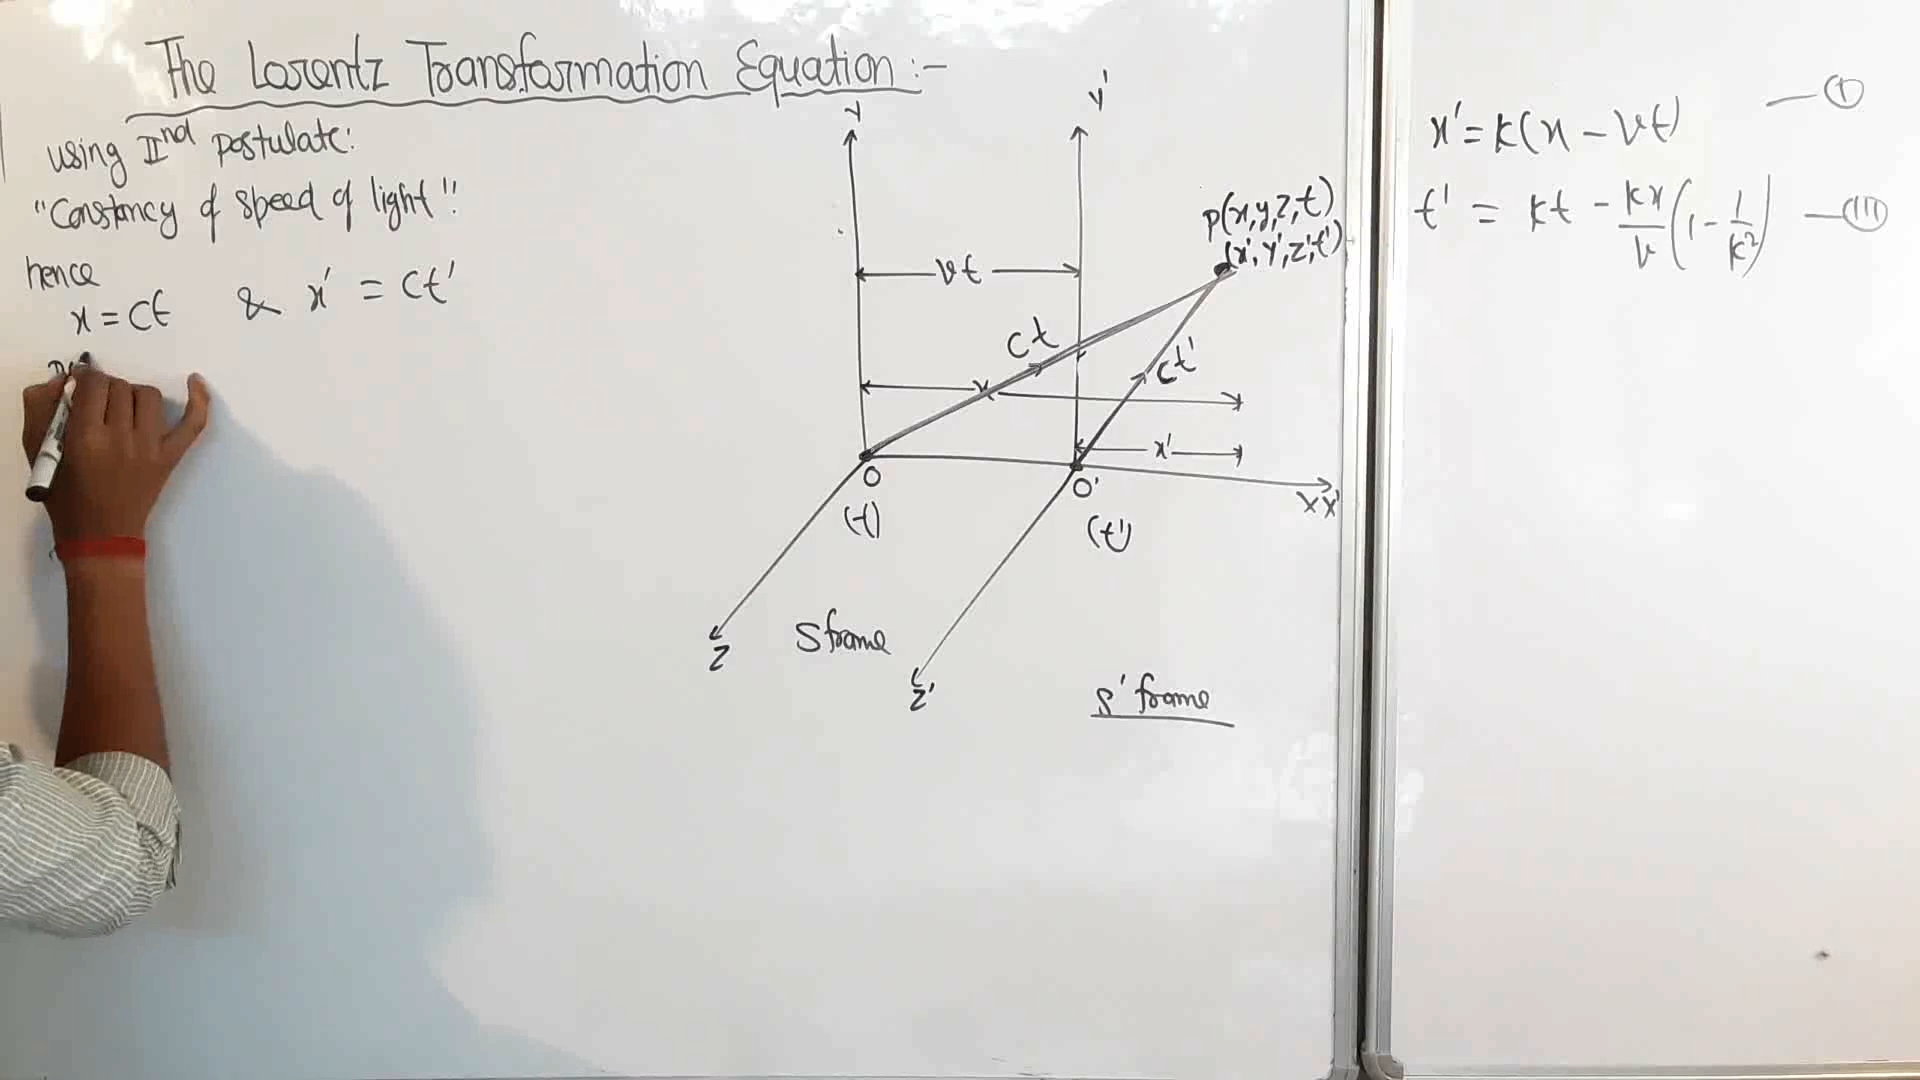 The Lorentz Transformation Equation :-
using IInd postulate:
"Constancy of speed of light".
hence
x = ct & x' = ct'
Y
Y'
vt
P(x,y,z,t)
(x',y',z',t')
ct
ct'
x
x'
O
(t)
O'
(t')
X X'
Z
S frame
Z'
S' frame
x' = k(x - vt) — (I)
t' = kt - kx/v (1 - 1/k²) — (III)